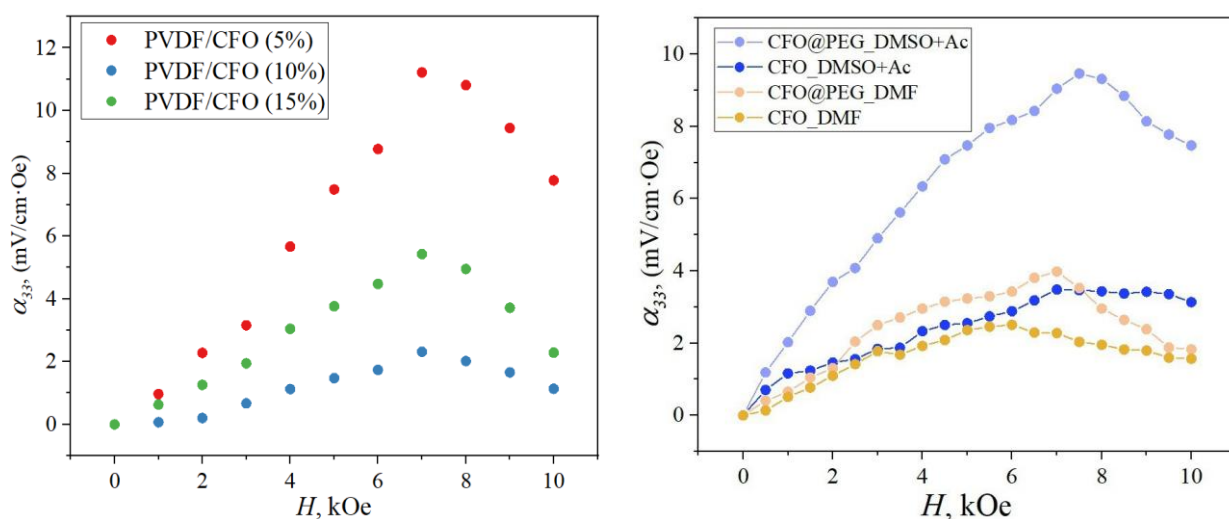 PVDF/CFO (5%)
PVDF/CFO (10%)
PVDF/CFO (15%)
12
10
8
6
4
2
0
α33, (mV/cm·Oe)
0 2 4 6 8 10
H, kOe
CFO@PEG_DMSO+Ac
CFO_DMSO+Ac
CFO@PEG_DMF
CFO_DMF
10
8
6
4
2
0
α33, (mV/cm·Oe)
0 2 4 6 8 10
H, kOe